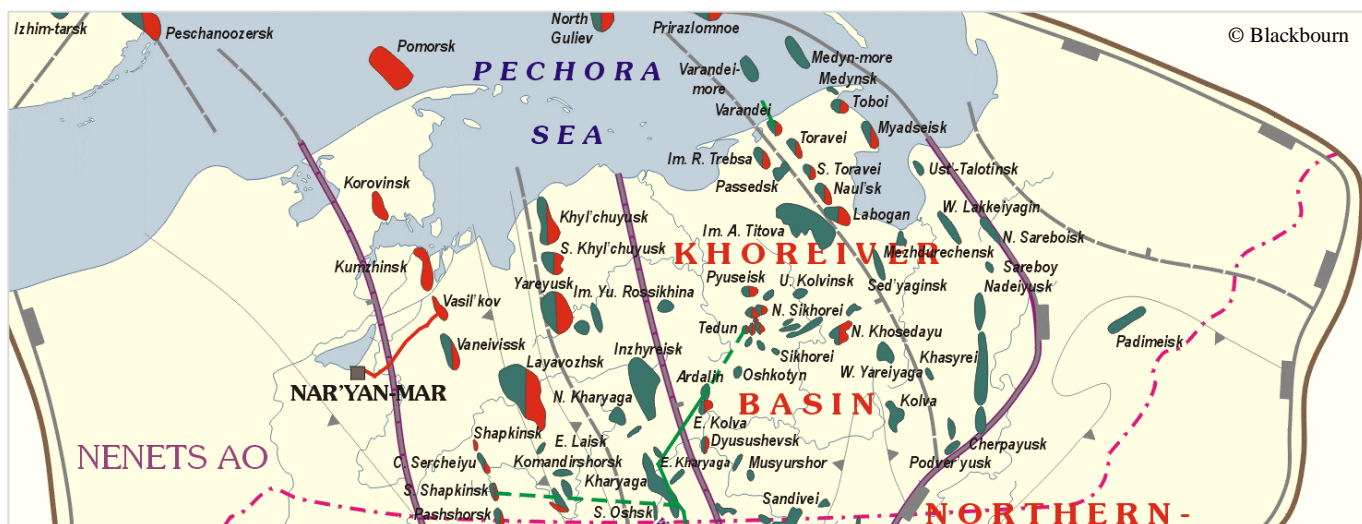 Izhim-tarsk
Peschanoozersk
North
Guliev
Prirazlomnoe
© Blackbourn
Pomorsk
PECHORA
SEA
Varandei-
more
Medyn-more
Medynsk
Varandei
Toboi
Toravei
Myadseisk
Im. R. Trebsa
S. Toravei
Passedsk
Naul'sk
Ust'-Talotinsk
Korovinsk
Khyl'chuyusk
Labogan
W. Lakkeiyagin
Im. A. Titova
N. Sareboisk
S. Khyl'chuyusk
KHOREIVER
Mezhdurechensk
Kumzhinsk
Sareboy
Yareyusk
Im. Yu. Rossikhina
Pyuseisk
U. Kolvinsk
Sed'yaginsk
Nadeiyusk
Vasil'kov
N. Sikhorei
Tedun
N. Khosedayu
Padimeisk
Vaneivissk
Layavozhsk
Inzhyreisk
Sikhorei
Khasyrei
Oshkotyn
W. Yareiyaga
Ardalin
NAR'YAN-MAR
N. Kharyaga
BASIN
Kolva
E. Kolva
Shapkinsk
E. Laisk
Dyusushevsk
Cherpayusk
NENETS AO
C. Sercheiyu
Komandirshorsk
E. Kharyaga
Musyurshor
Podver'yusk
Kharyaga
S. Shapkinsk
Sandivei
Pashshorsk
S. Oshsk
NORTHERN-